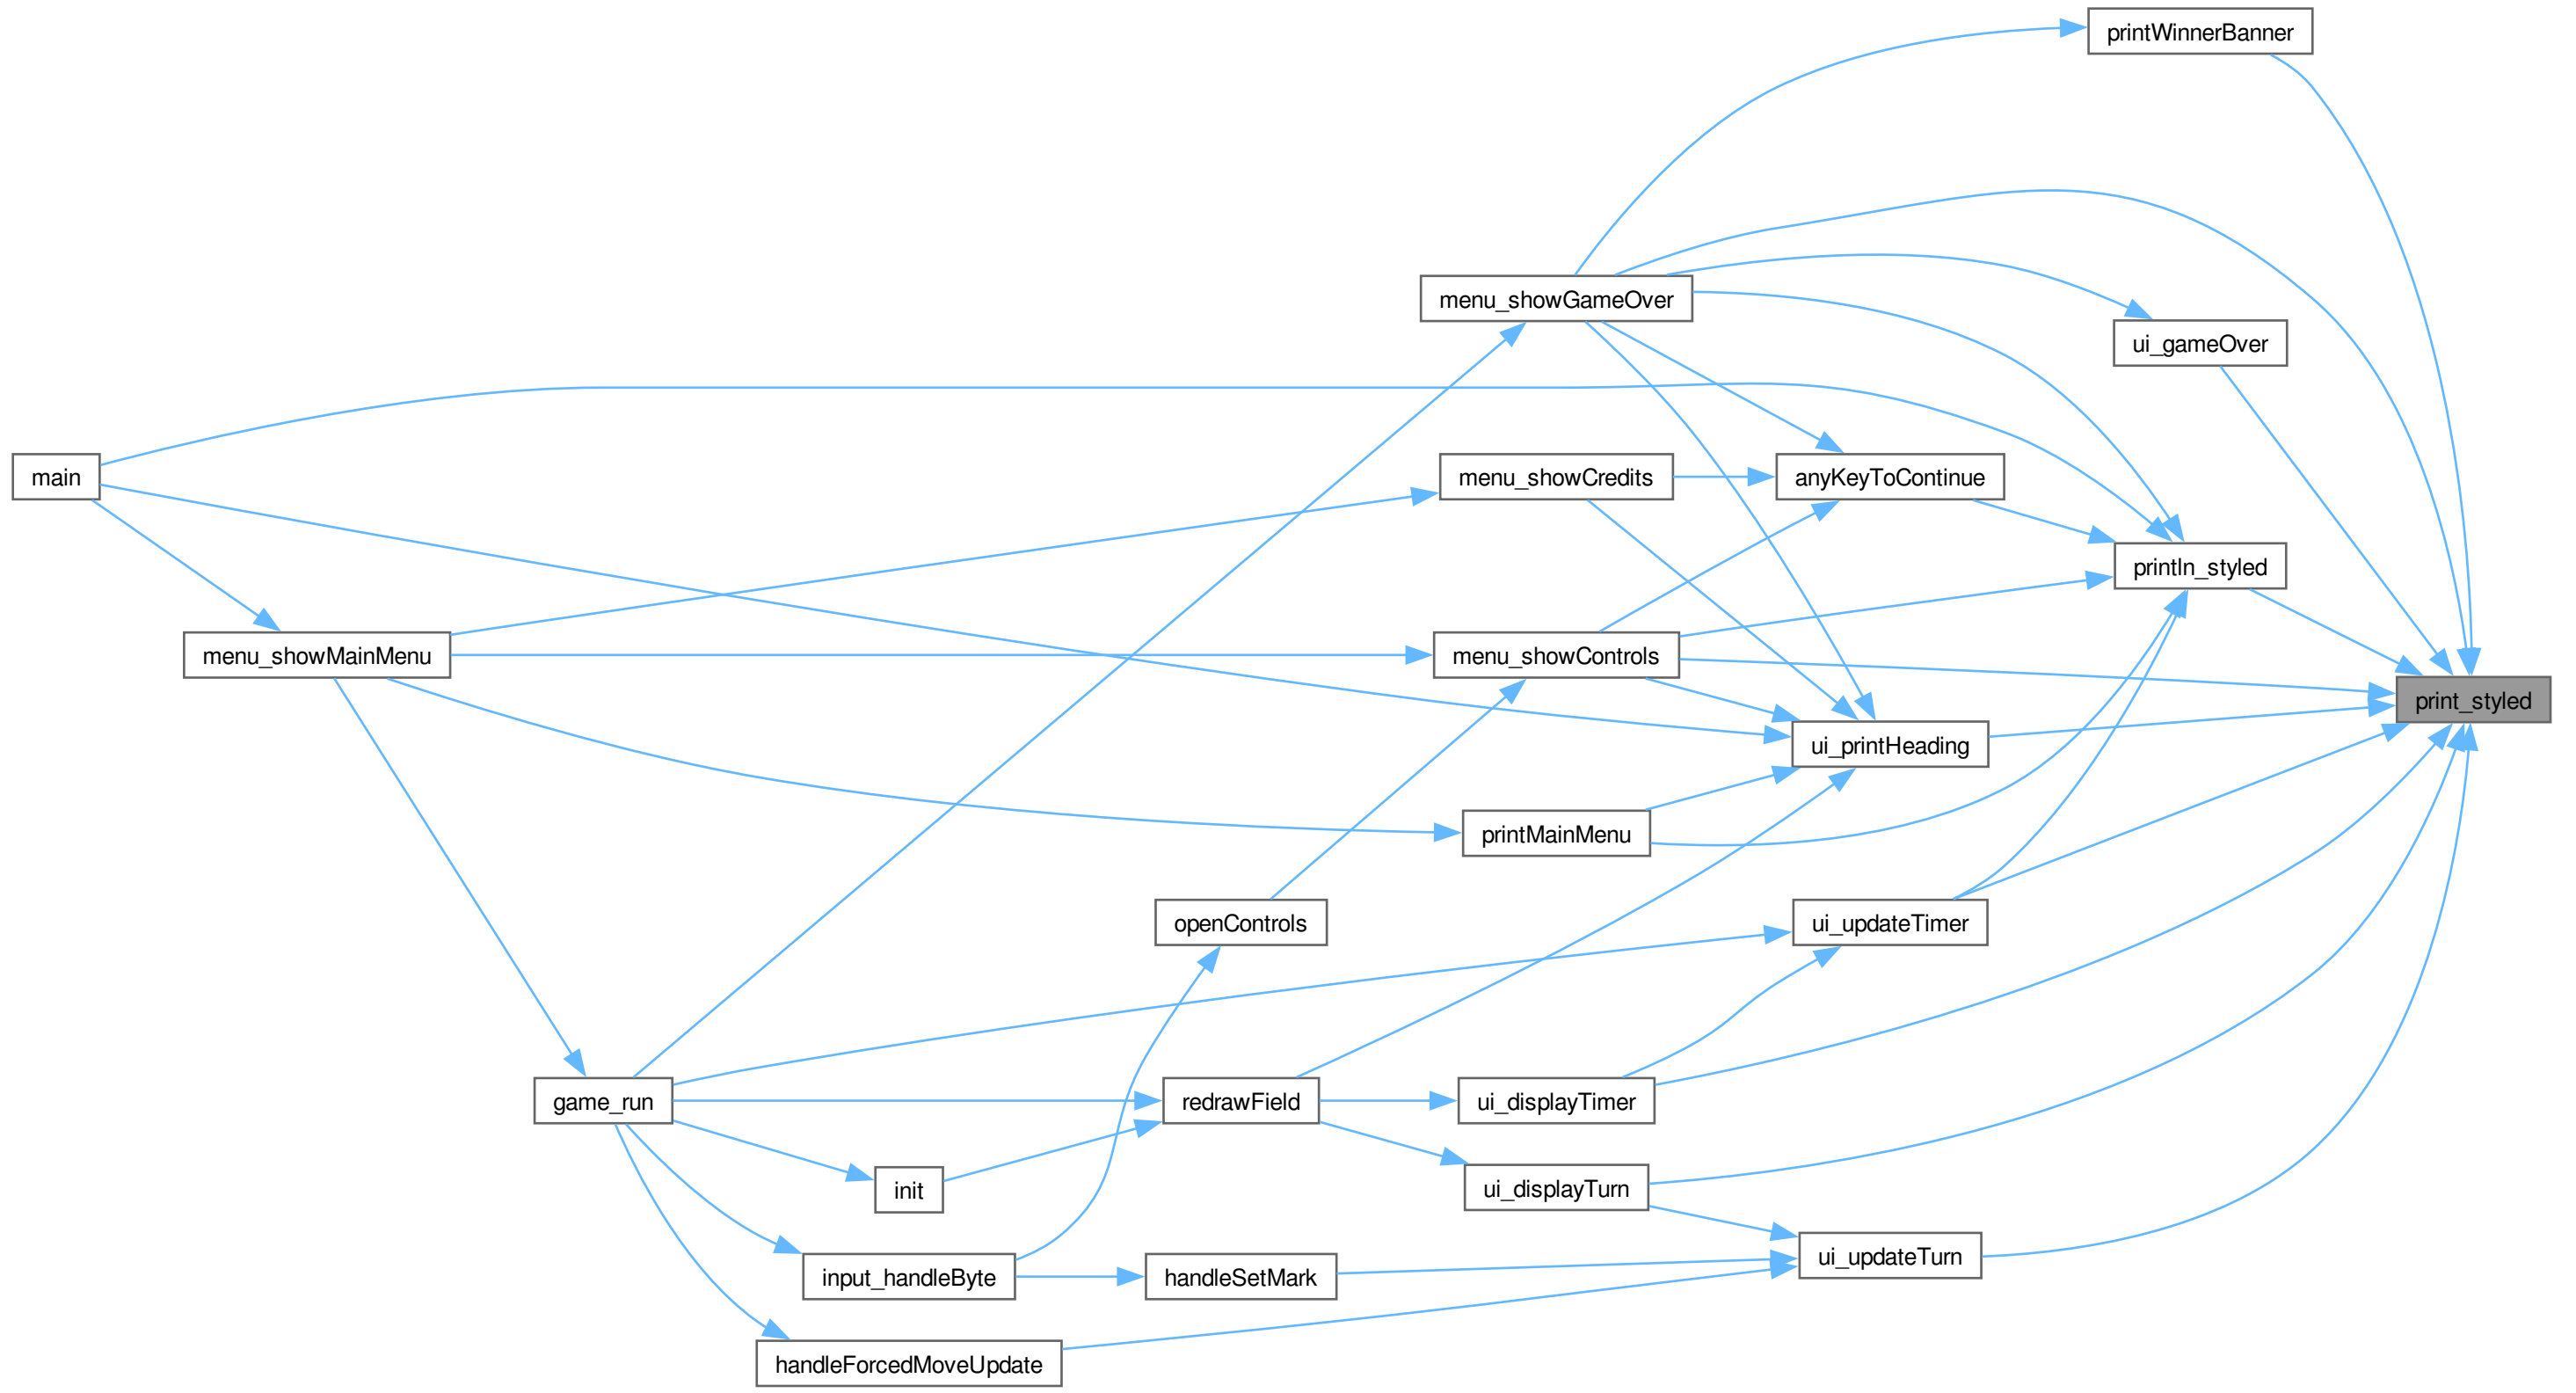 printWinnerBanner
menu_showGameOver
ui_gameOver
main
menu_showCredits
anyKeyToContinue
println_styled
menu_showMainMenu
menu_showControls
print_styled
ui_printHeading
printMainMenu
openControls
ui_updateTimer
game_run
redrawField
ui_displayTimer
init
ui_displayTurn
ui_updateTurn
input_handleByte
handleSetMark
handleForcedMoveUpdate